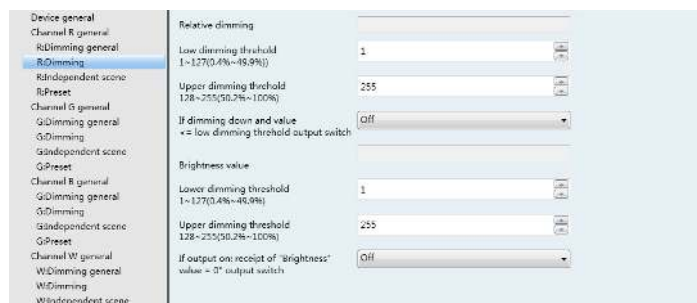 Device general
Channel R general
R:Dimming general
R:Dimming
R:Independent scene
R:Preset
Channel G general
G:Dimming general
G:Dimming
G:Independent scene
G:Preset
Channel B general
G:Dimming general
G:Dimming
G:Independent scene
G:Preset
Channel W general
W:Dimming general
W:Dimming
W:Independent scene
Relative dimming
Low dimming threhold
1~127(0.4%~49.9%))
1
Upper dimming threhold
128~255(50.2%~100%)
255
If dimming down and value
<= low dimming threhold output switch
Off
Brightness value
Lower dimming threshold
1~127(0.4%~49.9%)
1
Upper dimming threshold
128~255(50.2%~100%)
255
If output on: receipt of "Brightness"
value = 0" output switch
Off